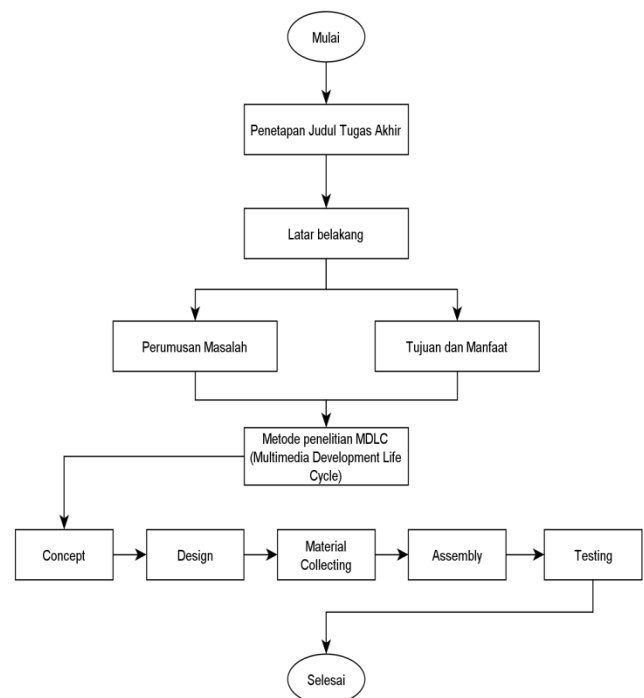 Mulai
Penetapan Judul Tugas Akhir
Latar belakang
Perumusan Masalah
Tujuan dan Manfaat
Metode penelitian MDLC
(Multimedia Development Life
Cycle)
Concept
Design
Material
Collecting
Assembly
Testing
Selesai